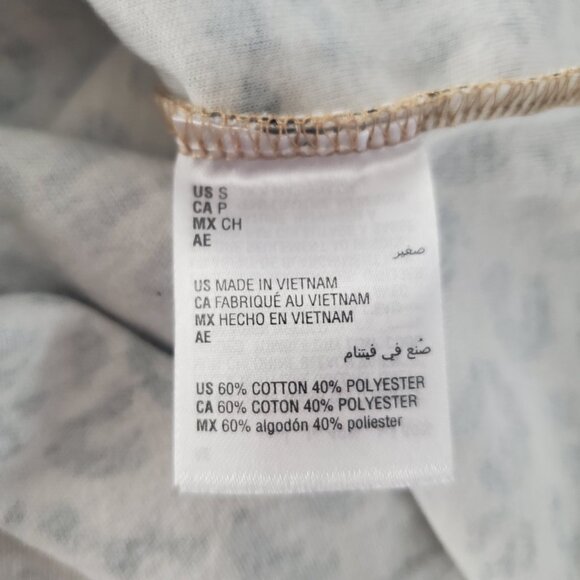 US S
CA P
MX CH
AE
صغير
US MADE IN VIETNAM
CA FABRIQUÉ AU VIETNAM
MX HECHO EN VIETNAM
AE
صُنع في فيتنام
US 60% COTTON 40% POLYESTER
CA 60% COTON 40% POLYESTER
MX 60% algodón 40% poliester